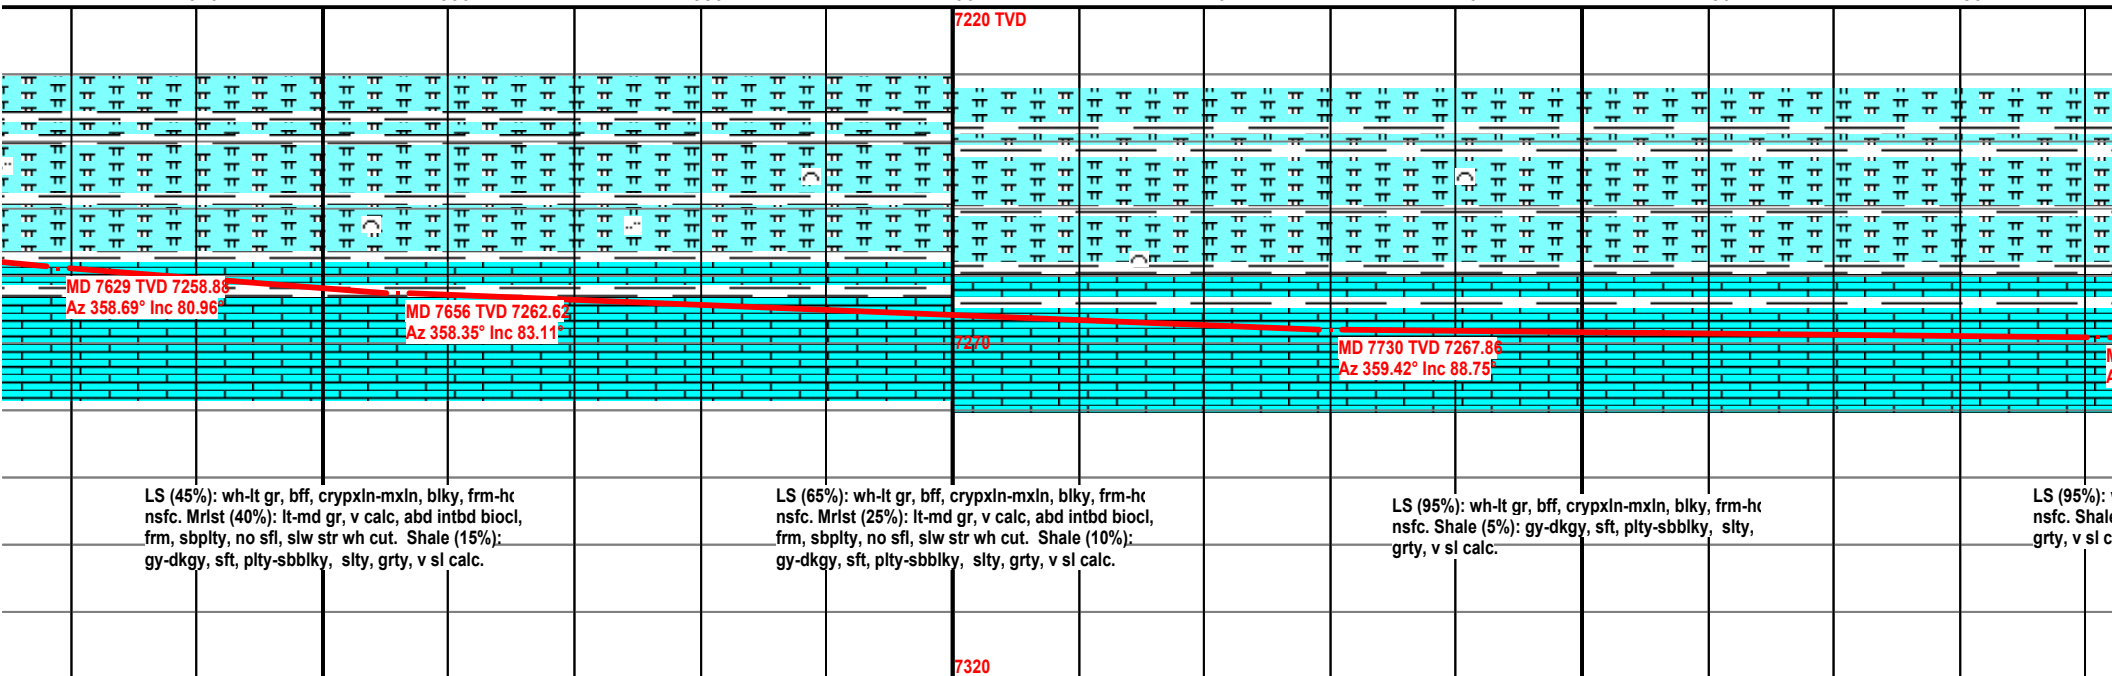 7220 TVD
MD 7629 TVD 7258.88
Az 358.69° Inc 80.96
MD 7656 TVD 7262.62
Az 358.35° Inc 83.11°
7270
MD 7730 TVD 7267.86
Az 359.42° Inc 88.75°
LS (45%): wh-lt gr, bff, crypxln-mxln, blky, frm-hd
nsfc. Mrlst (40%): lt-md gr, v calc, abd intbd biocl,
frm, sbplty, no sfl, slw str wh cut. Shale (15%):
gy-dkgy, sft, plty-sbblky, slty, grty, v sl calc.
LS (65%): wh-lt gr, bff, crypxln-mxln, blky, frm-hd
nsfc. Mrlst (25%): lt-md gr, v calc, abd intbd biocl,
frm, sbplty, no sfl, slw str wh cut. Shale (10%):
gy-dkgy, sft, plty-sbblky, slty, grty, v sl calc.
LS (95%): wh-lt gr, bff, crypxln-mxln, blky, frm-hd
nsfc. Shale (5%): gy-dkgy, sft, plty-sbblky, slty,
grty, v sl calc.
LS (95%):
nsfc. Shale
grty, v sl
7320